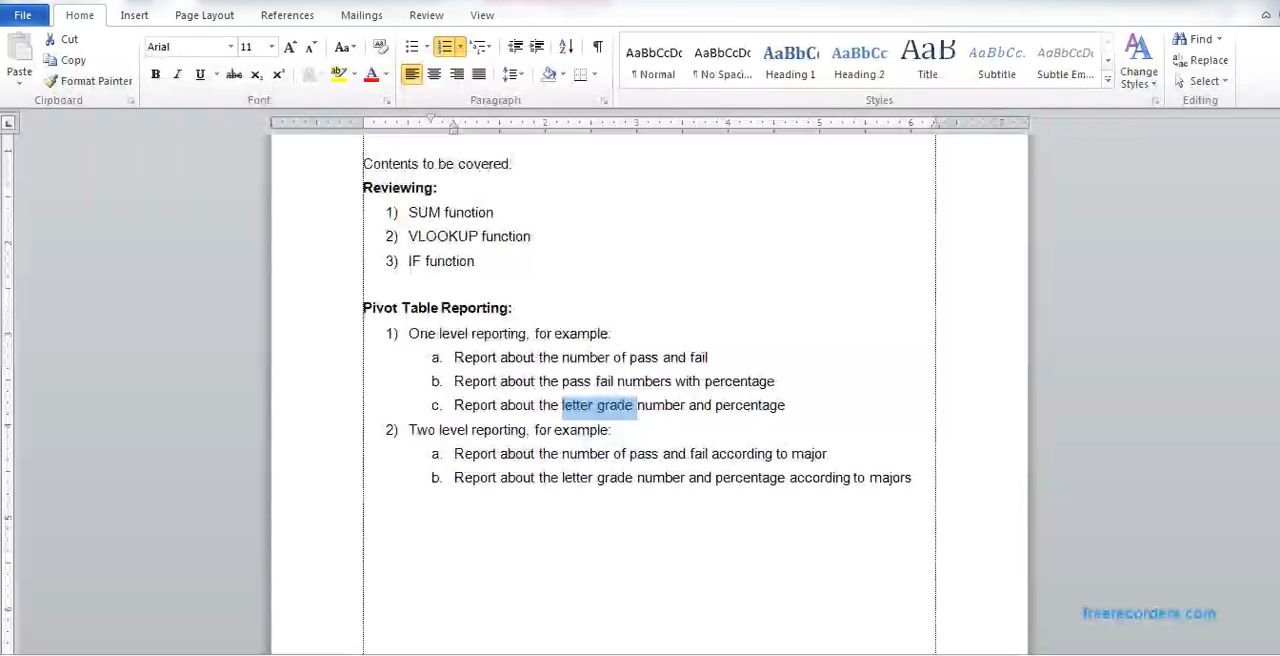 File Home Insert Page Layout References Mailings Review View
Paste
Cut
Copy
Format Painter
Clipboard
Arial 11
Font
Paragraph
AaBbCcDc AaBbCcDc AaBbC AaBbCc AaB AaBbCc. AaBbCcDc
¶ Normal ¶ No Spaci... Heading 1 Heading 2 Title Subtitle Subtle Em...
Styles
Change
Styles
Find
Replace
Select
Editing
Contents to be covered:
Reviewing:
1) SUM function
2) VLOOKUP function
3) IF function
Pivot Table Reporting:
1) One level reporting, for example:
a. Report about the number of pass and fail
b. Report about the pass fail numbers with percentage
c. Report about the letter grade number and percentage
2) Two level reporting, for example:
a. Report about the number of pass and fail according to major
b. Report about the letter grade number and percentage according to majors